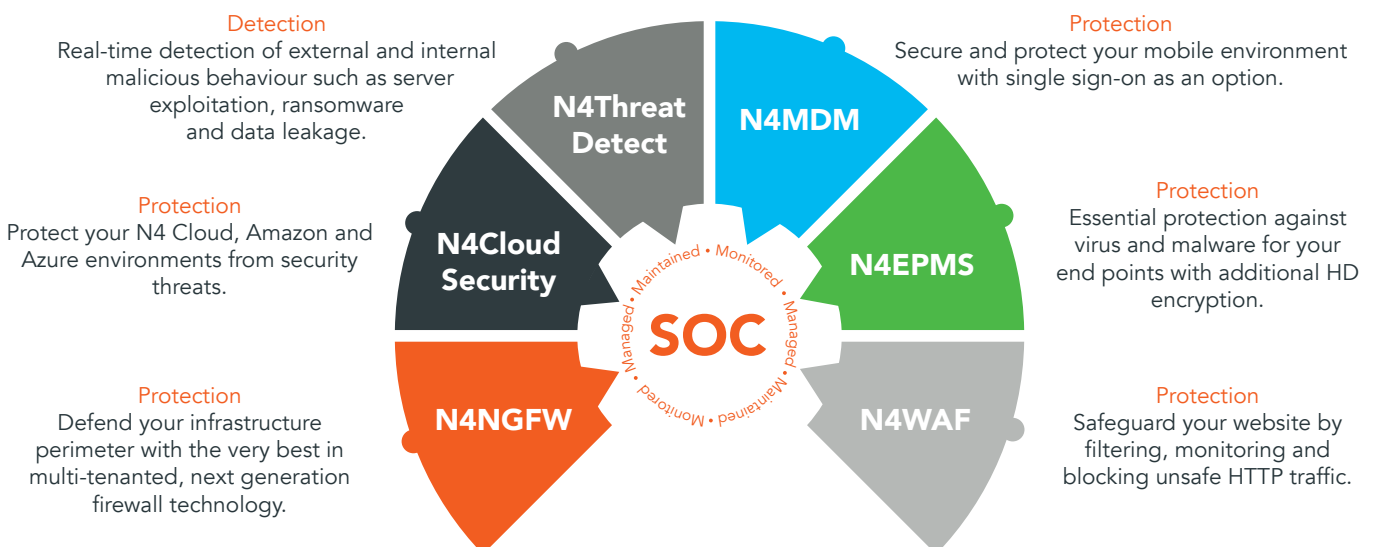 Detection
Real-time detection of external and internal
malicious behaviour such as server
exploitation, ransomware
and data leakage.
Protection
Protect your N4 Cloud, Amazon and
Azure environments from security
threats.
Protection
Defend your infrastructure
perimeter with the very best in
multi-tenanted, next generation
firewall technology.
N4Threat
Detect
N4MDM
N4Cloud
Security
N4EPMS
N4NGFW
N4WAF
SOC
Monitored • Managed • Maintained • Monitored • Managed • Maintained •
Protection
Secure and protect your mobile environment
with single sign-on as an option.
Protection
Essential protection against
virus and malware for your
end points with additional HD
encryption.
Protection
Safeguard your website by
filtering, monitoring and
blocking unsafe HTTP traffic.